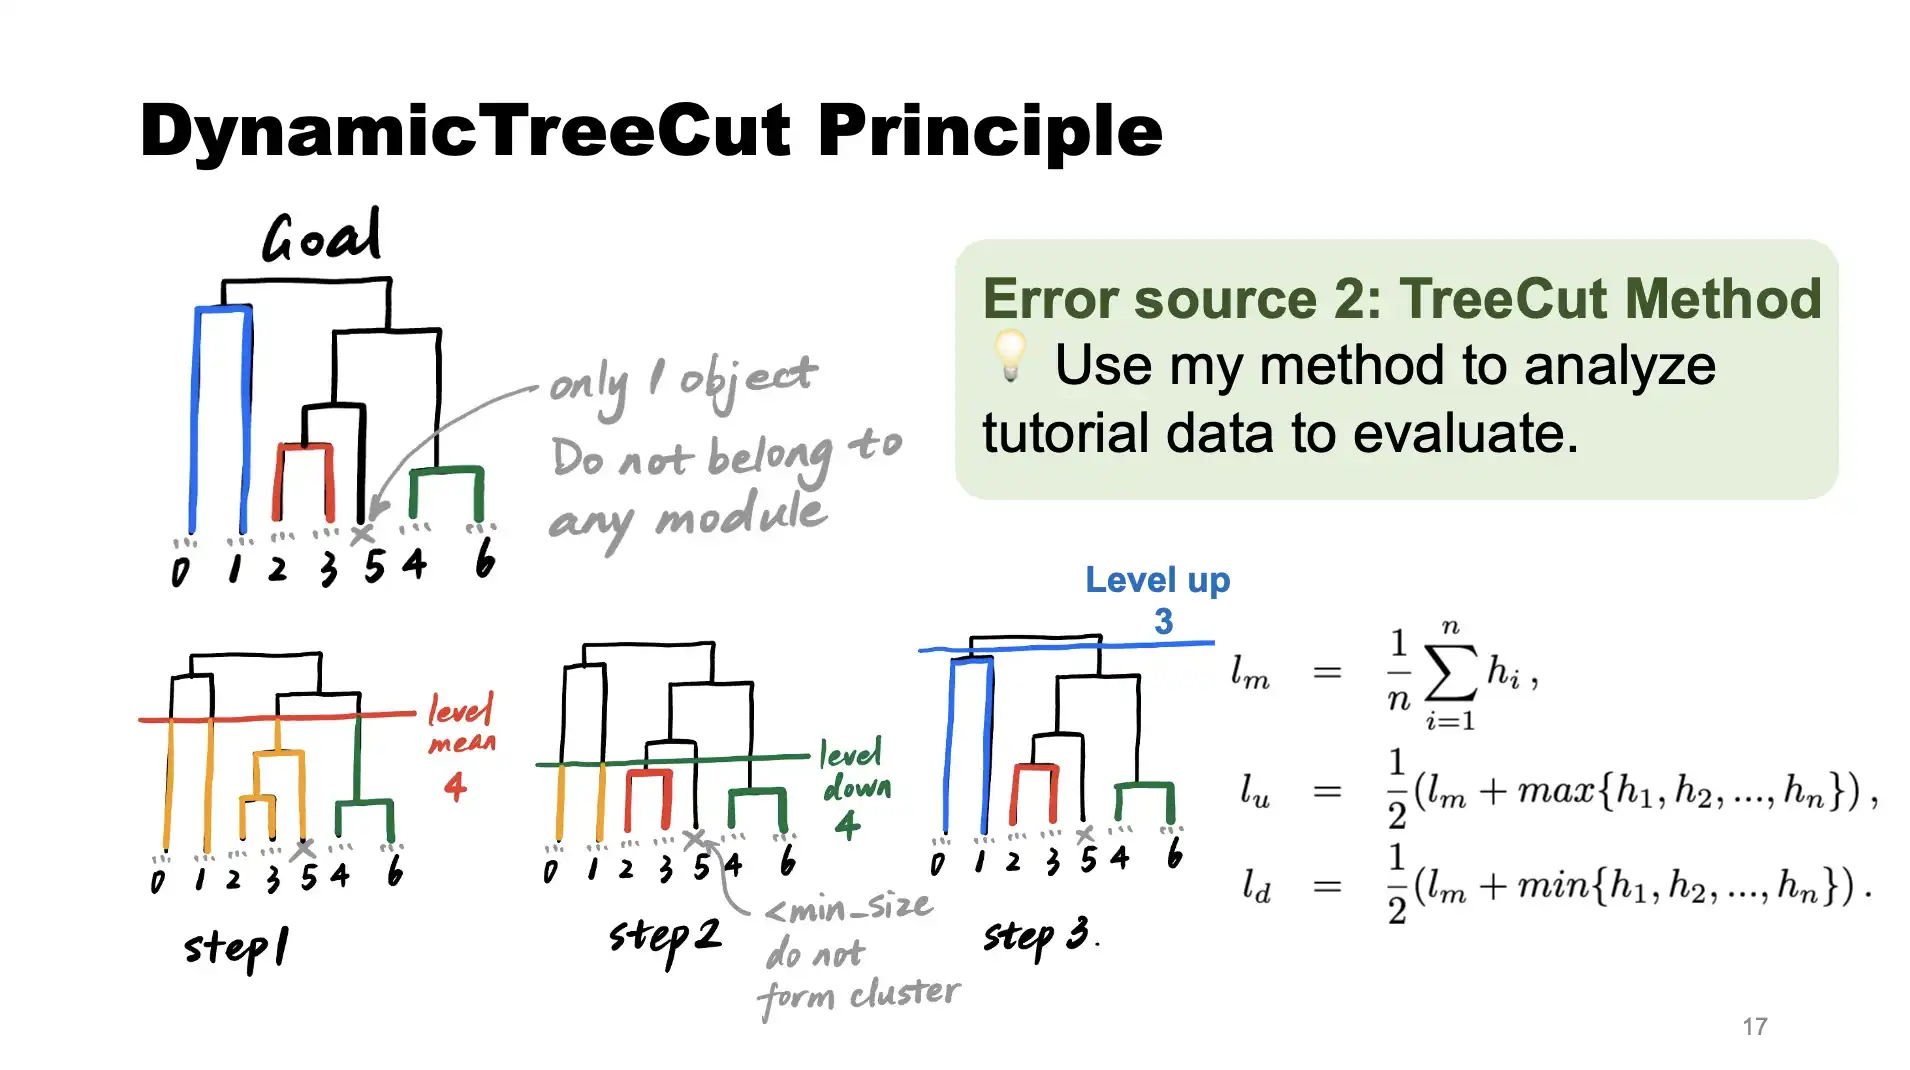 DynamicTreeCut Principle
Goal
0 1 2 3 5 4 6
only 1 object
Do not belong to
any module
Error source 2: TreeCut Method
Use my method to analyze
tutorial data to evaluate.
level
mean
4
0 1 2 3 5 4 6
step 1
level
down
4
0 1 2 3 5 4 6
<min_size
do not
form cluster
step 2
Level up
3
0 1 2 3 5 4 6
step 3.
l_m = \frac{1}{n} \sum_{i=1}^{n} h_i ,
l_u = \frac{1}{2} (l_m + max\{h_1, h_2, ..., h_n\}) ,
l_d = \frac{1}{2} (l_m + min\{h_1, h_2, ..., h_n\}) .
17